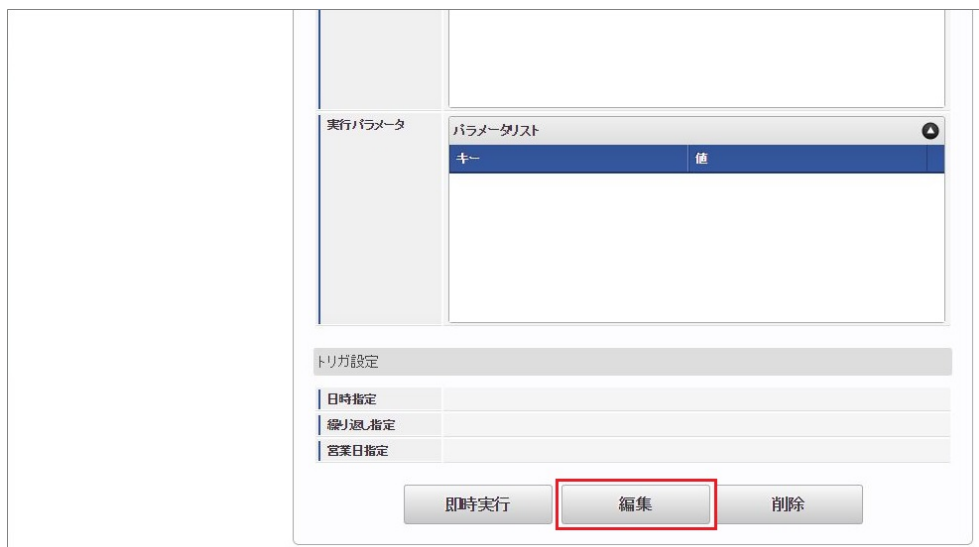 実行パラメータ
パラメータリスト
キー 値
トリガ設定
日時指定
繰り返し指定
営業日指定
即時実行 編集 削除